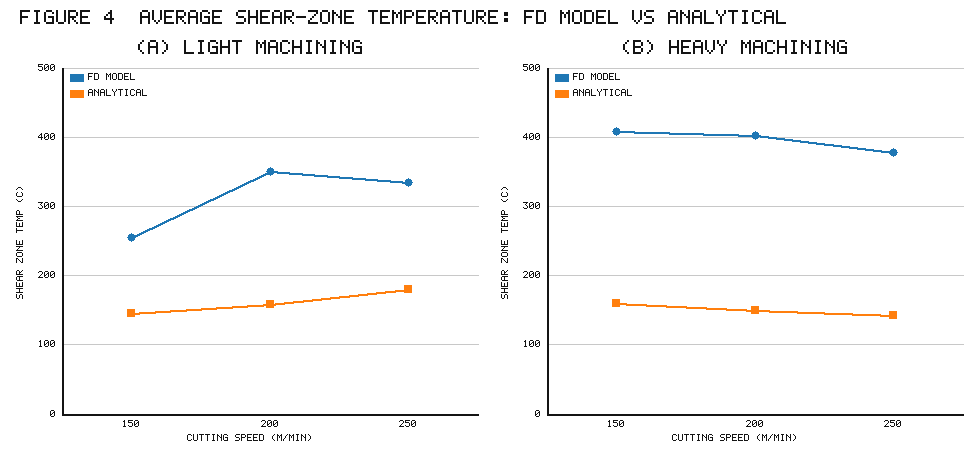 FIGURE 4  AVERAGE SHEAR-ZONE TEMPERATURE: FD MODEL VS ANALYTICAL
(A) LIGHT MACHINING
500
400
300
200
100
0
SHEAR ZONE TEMP (C)
FD MODEL
ANALYTICAL
150 200 250
CUTTING SPEED (M/MIN)
(B) HEAVY MACHINING
500
400
300
200
100
0
SHEAR ZONE TEMP (C)
FD MODEL
ANALYTICAL
150 200 250
CUTTING SPEED (M/MIN)